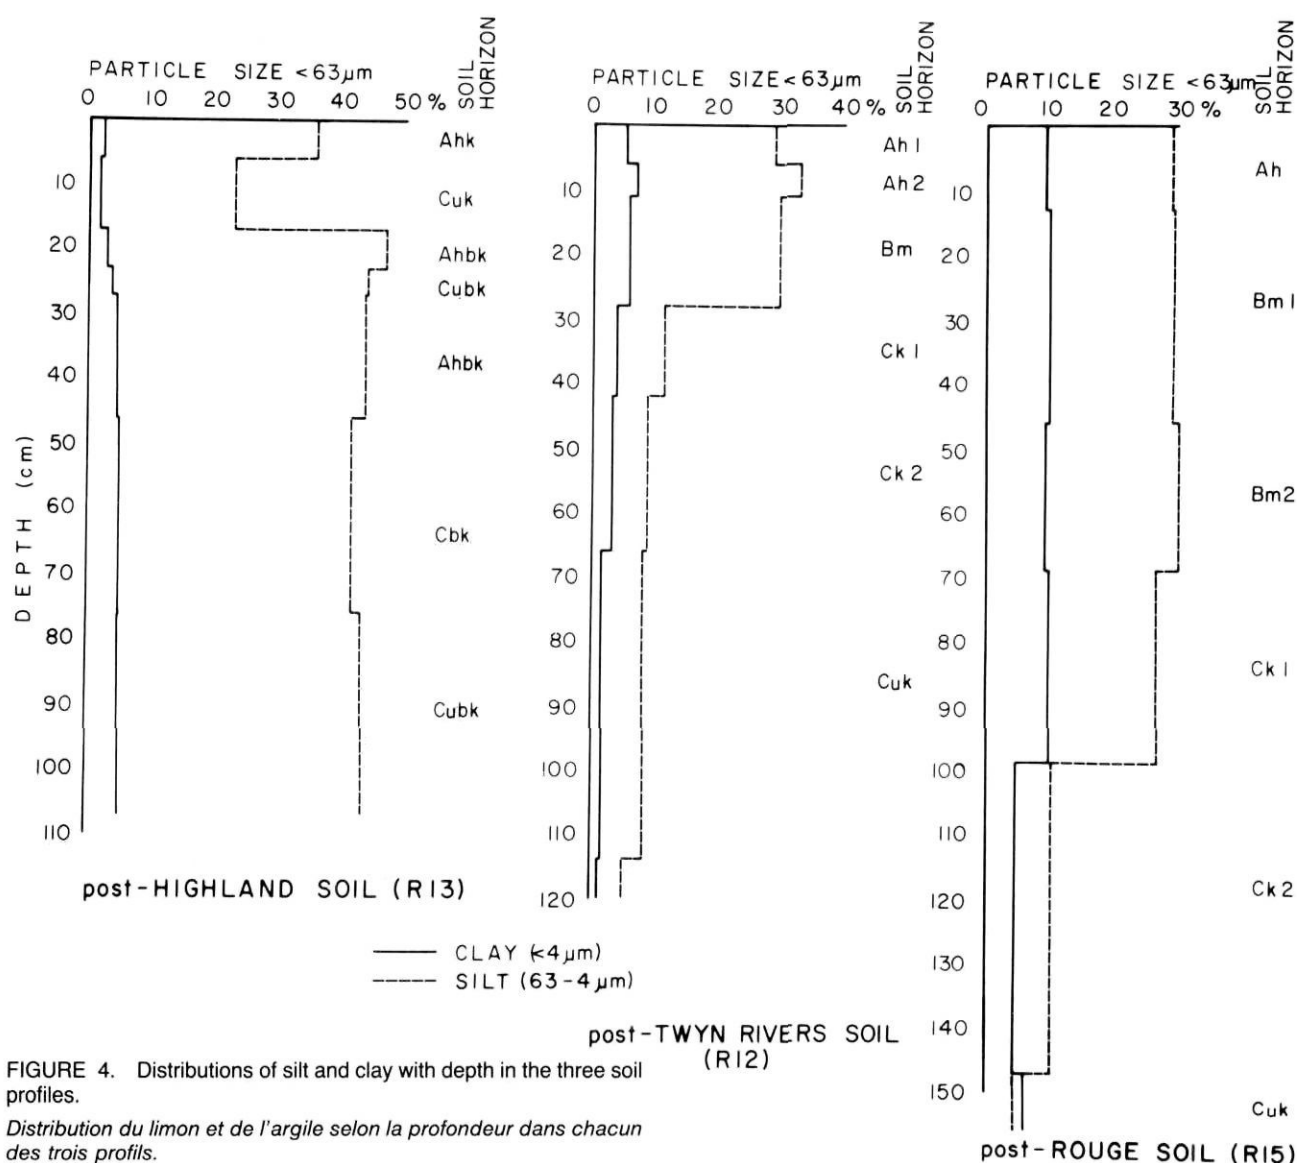 PARTICLE SIZE <63μm
0 10 20 30 40 50 %
SOIL HORIZON
Ahk
10
Cuk
20
Ahbk
Cubk
30
Ahbk
40
50
60
Cbk
70
80
90
Cubk
100
110
DEPTH (cm)
post-HIGHLAND SOIL (R13)
PARTICLE SIZE <63μm
0 10 20 30 40 %
SOIL HORIZON
Ah 1
10
Ah2
20
Bm
30
Ck 1
40
50
Ck 2
60
70
80
Cuk
90
100
110
120
post-TWYN RIVERS SOIL
(R12)
PARTICLE SIZE <63μm
0 10 20 30 %
SOIL HORIZON
Ah
10
20
30
Bm 1
40
50
Bm2
60
70
80
Ck 1
90
100
110
Ck 2
120
130
140
150
Cuk
post-ROUGE SOIL (R15)
CLAY (<4μm)
SILT (63-4μm)
FIGURE 4. Distributions of silt and clay with depth in the three soil
profiles.
Distribution du limon et de l'argile selon la profondeur dans chacun
des trois profils.